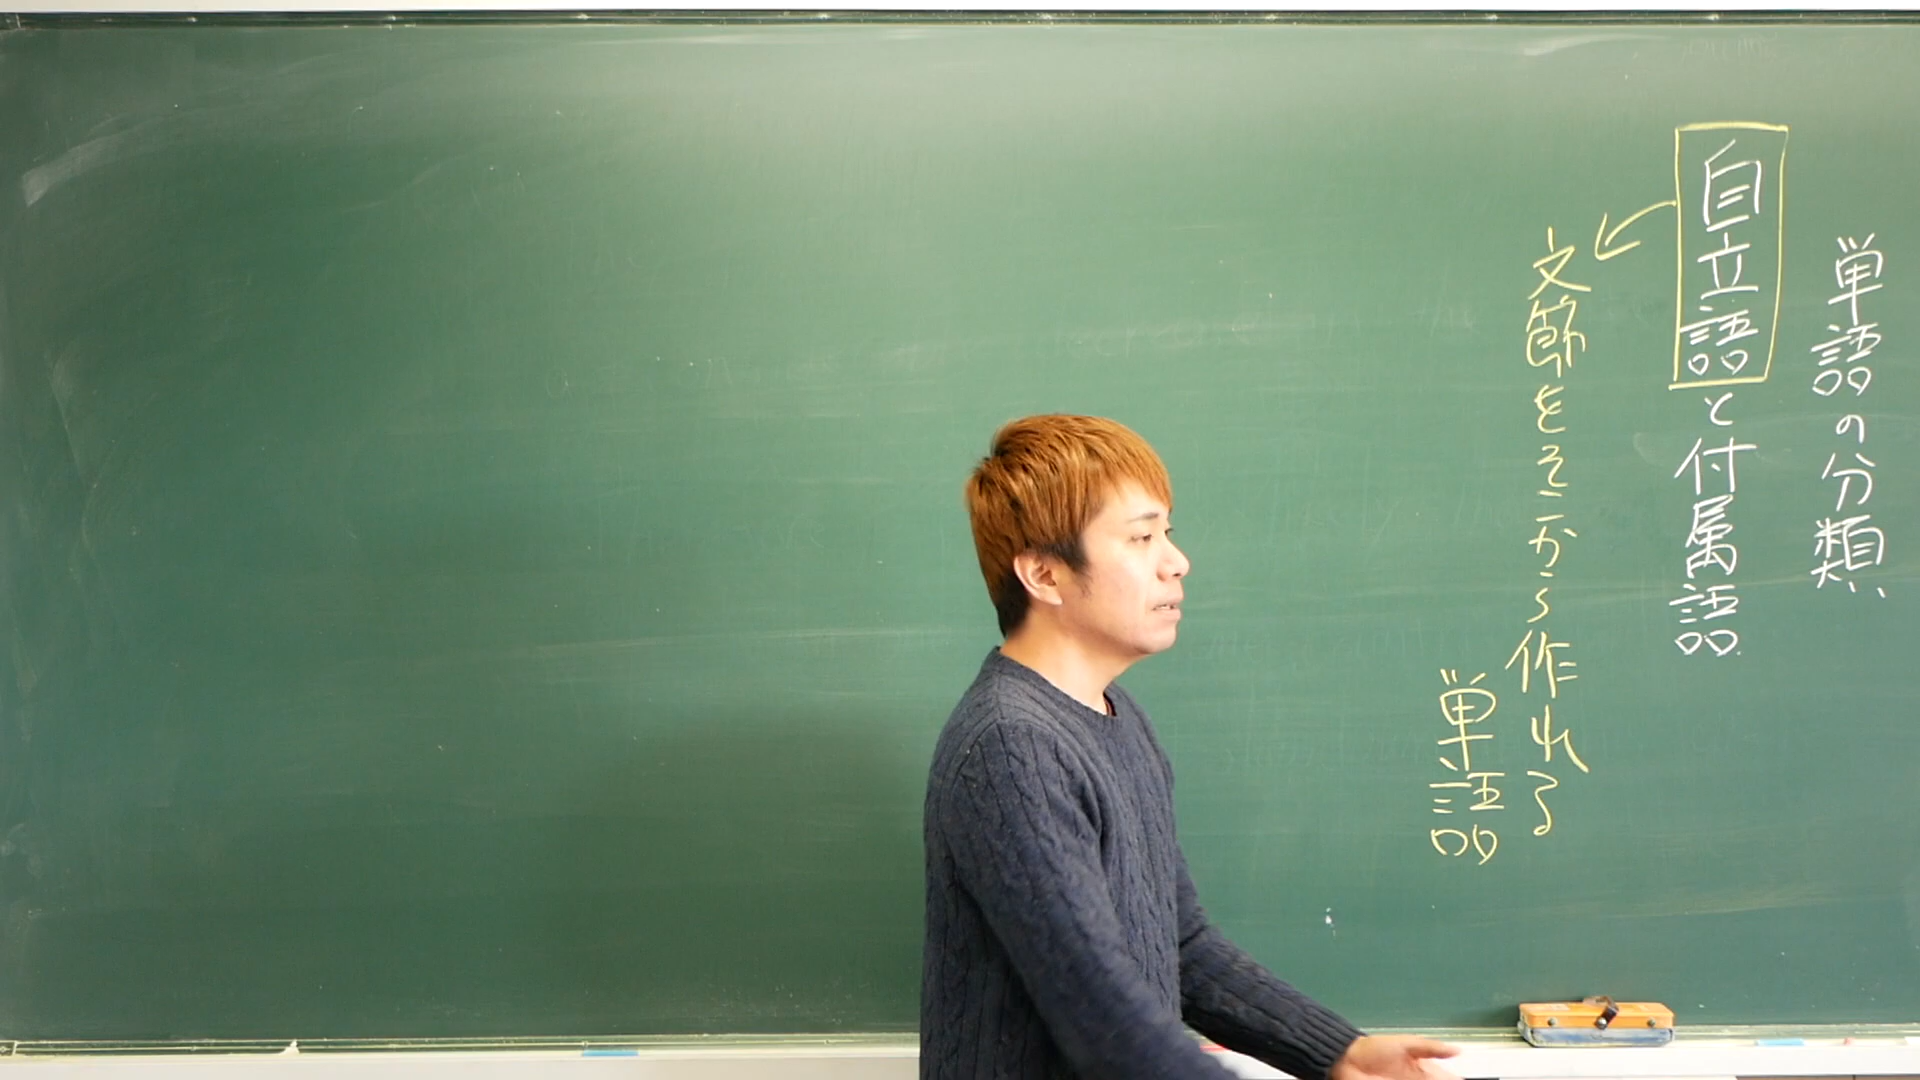 単語の分類
自立語と付属語
文節をそこから作れる
単語